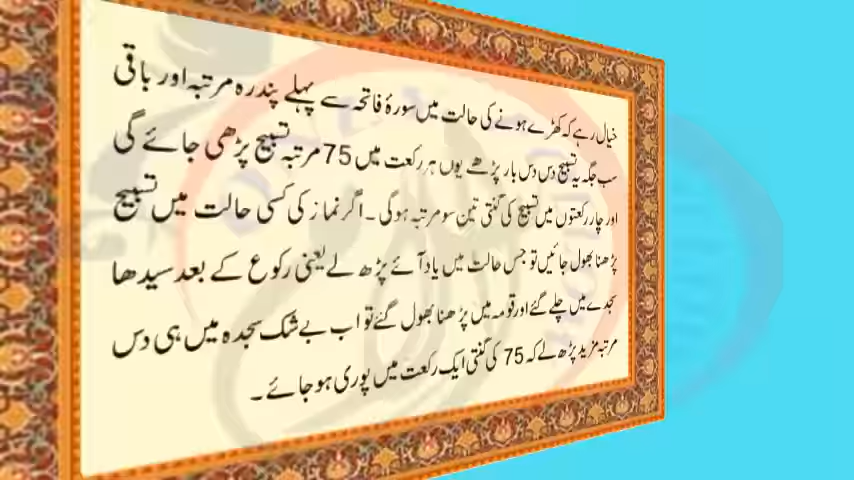 خیال رہے کہ کھڑے ہونے کی حالت میں سورۂ فاتحہ سے پہلے پندرہ مرتبہ اور باقی
سب جگہ یہ تسبیح دس دس بار پڑھے یوں ہر رکعت میں 75 مرتبہ تسبیح پڑھی جائے گی
اور چار رکعتوں میں تسبیح کی گنتی تین سو مرتبہ ہوگی ۔ اگر نماز کی کسی حالت میں تسبیح
پڑھنا بھول جائیں تو جس حالت میں یاد آئے پڑھ لے یعنی رکوع کے بعد سیدھا
سجدے میں چلے گئے اور قومہ میں پڑھنا بھول گئے تو اب بے شک سجدہ میں ہی دس
مرتبہ مزید پڑھ لے کہ 75 کی گنتی ایک رکعت میں پوری ہو جائے ۔